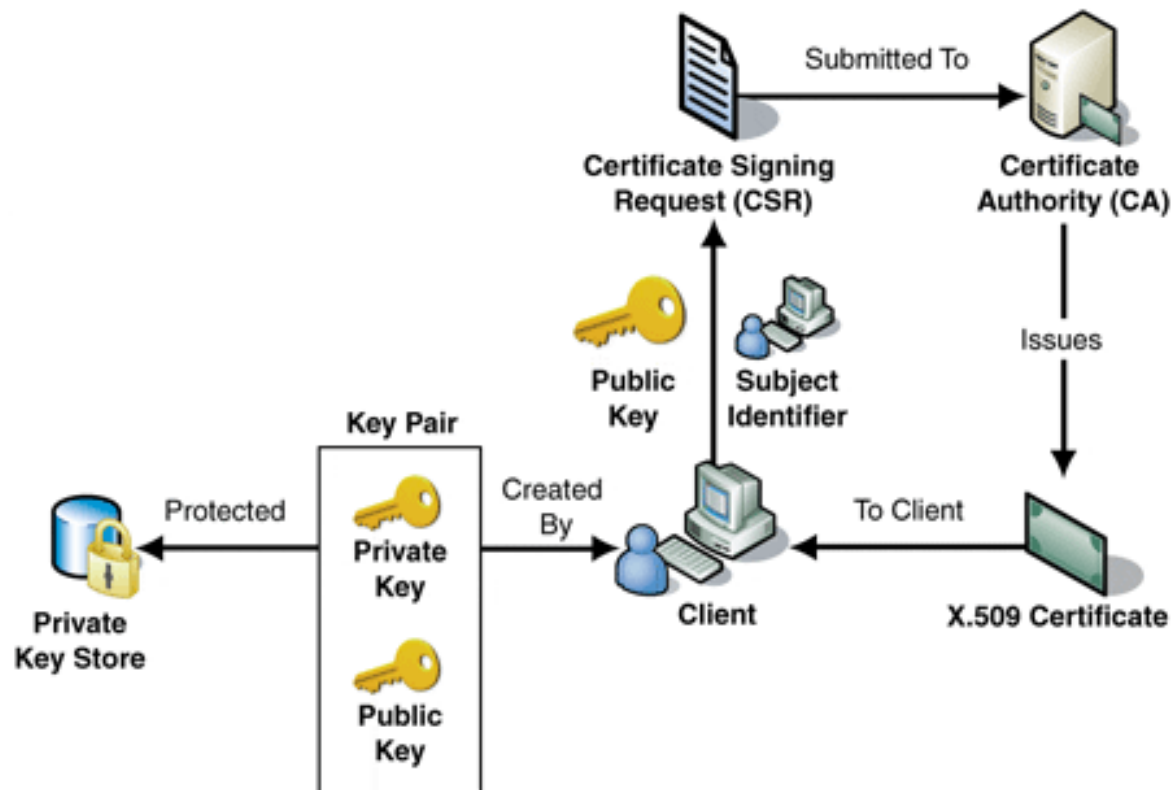 Submitted To
Certificate Signing
Request (CSR)
Certificate
Authority (CA)
Public
Key
Subject
Identifier
Issues
Key Pair
Protected
Private
Key
Created
By
To Client
Private
Key Store
Client
X.509 Certificate
Public
Key